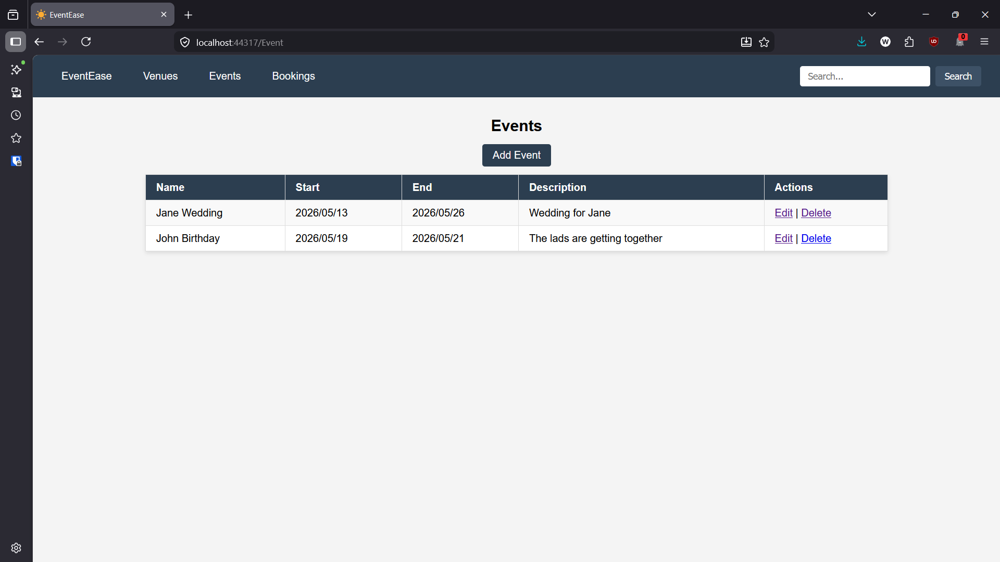 EventEase
localhost:44317/Event
W
UO
0
EventEase Venues Events Bookings Search... Search
Events
Add Event
Name Start End Description Actions
Jane Wedding 2026/05/13 2026/05/26 Wedding for Jane Edit | Delete
John Birthday 2026/05/19 2026/05/21 The lads are getting together Edit | Delete